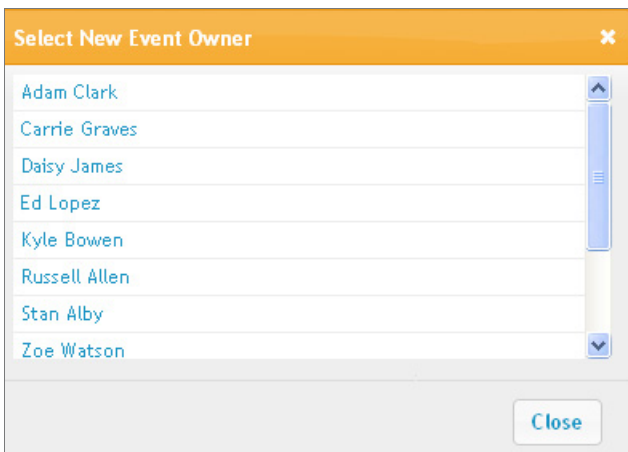 Select New Event Owner
Adam Clark
Carrie Graves
Daisy James
Ed Lopez
Kyle Bowen
Russell Allen
Stan Alby
Zoe Watson
Close